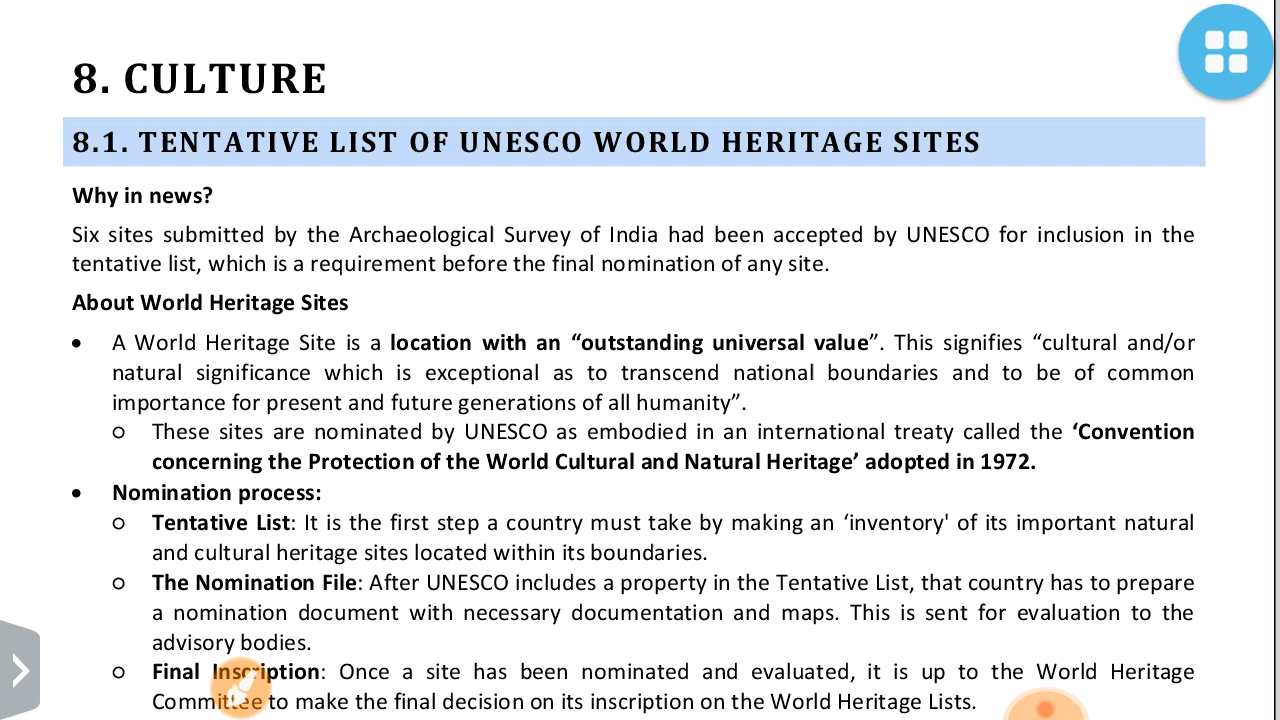 8. CULTURE
8.1. TENTATIVE LIST OF UNESCO WORLD HERITAGE SITES
Why in news?
Six sites submitted by the Archaeological Survey of India had been accepted by UNESCO for inclusion in the
tentative list, which is a requirement before the final nomination of any site.
About World Heritage Sites
• A World Heritage Site is a location with an “outstanding universal value”. This signifies “cultural and/or
natural significance which is exceptional as to transcend national boundaries and to be of common
importance for present and future generations of all humanity”.
o These sites are nominated by UNESCO as embodied in an international treaty called the ‘Convention
concerning the Protection of the World Cultural and Natural Heritage’ adopted in 1972.
• Nomination process:
o Tentative List: It is the first step a country must take by making an ‘inventory' of its important natural
and cultural heritage sites located within its boundaries.
o The Nomination File: After UNESCO includes a property in the Tentative List, that country has to prepare
a nomination document with necessary documentation and maps. This is sent for evaluation to the
advisory bodies.
o Final Inscription: Once a site has been nominated and evaluated, it is up to the World Heritage
Committee to make the final decision on its inscription on the World Heritage Lists.